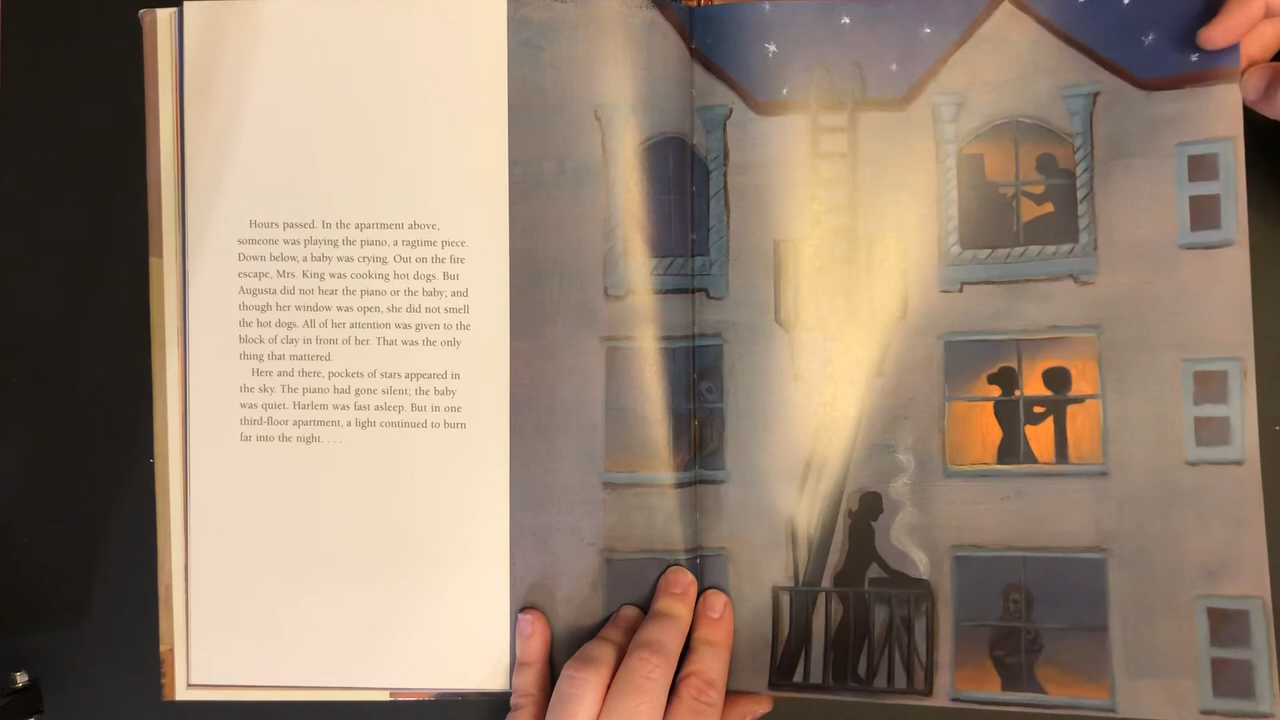 Hours passed. In the apartment above,
someone was playing the piano, a ragtime piece.
Down below, a baby was crying. Out on the fire
escape, Mrs. King was cooking hot dogs. But
Augusta did not hear the piano or the baby; and
though her window was open, she did not smell
the hot dogs. All of her attention was given to the
block of clay in front of her. That was the only
thing that mattered.
Here and there, pockets of stars appeared in
the sky. The piano had gone silent; the baby
was quiet. Harlem was fast asleep. But in one
third-floor apartment, a light continued to burn
far into the night. . . .